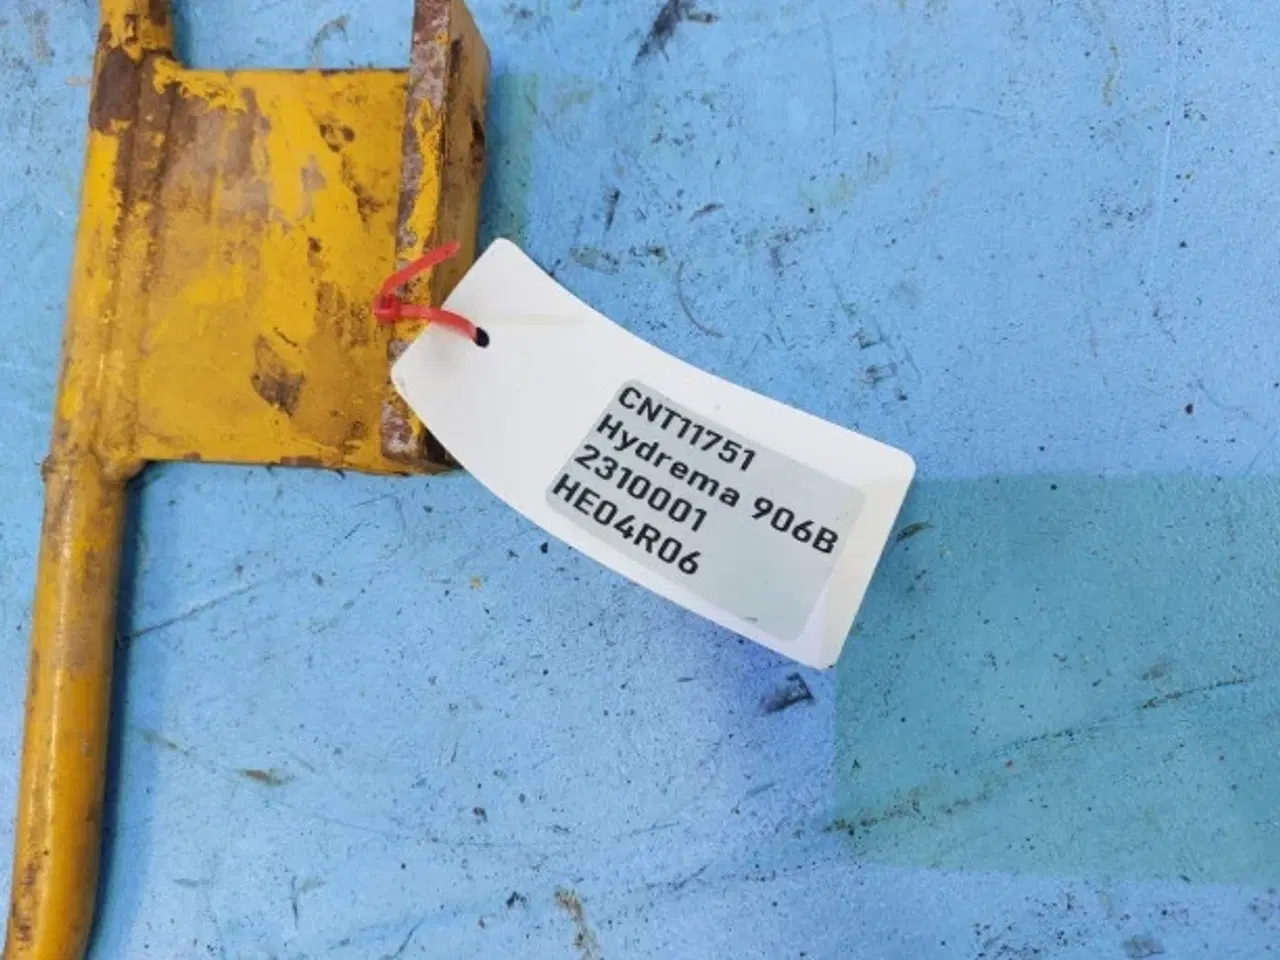 CNT11751
Hydrema 906B
2310001
HE04R06